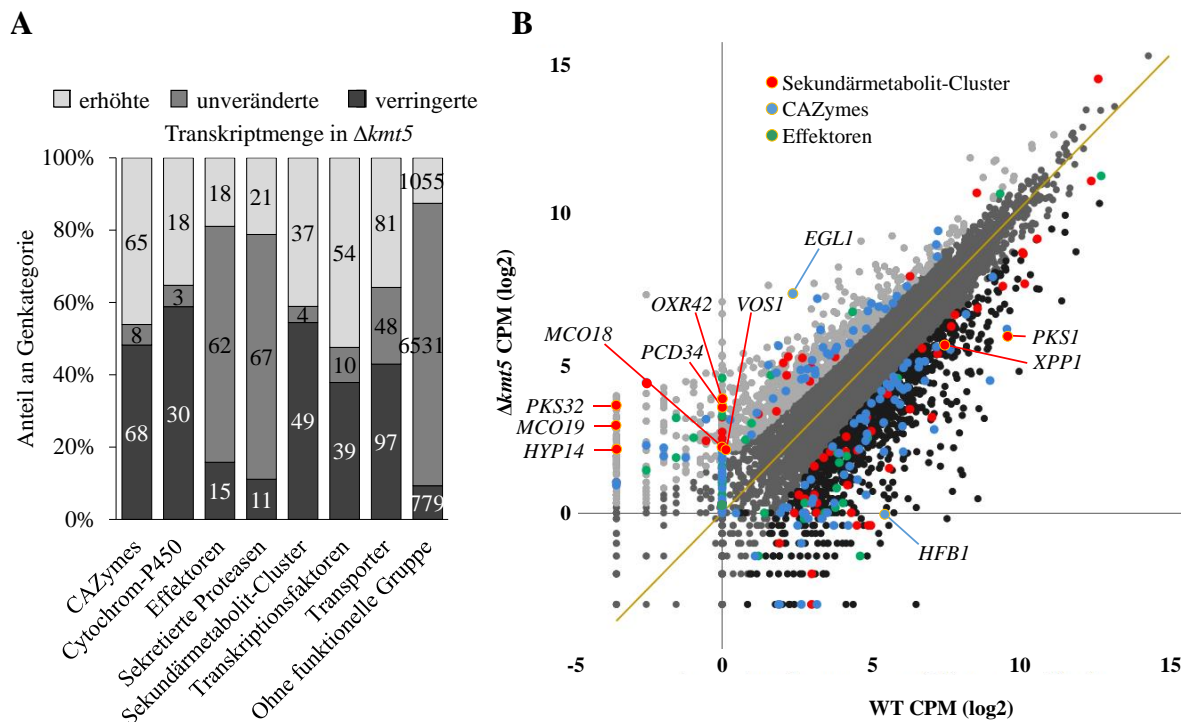 A
erhöhte unveränderte verringerte
Transkriptmenge in Δkmt5
Anteil an Genkategorie
100%
80%
60%
40%
20%
0%
65 18 18 21 37 54 81 1055
8 3 62 67 4 10 48 6531
68 30 15 11 49 39 97 779
CAZymes
Cytochrom-P450
Effektoren
Sekretierte Proteasen
Sekundärmetabolit-Cluster
Transkriptionsfaktoren
Transporter
Ohne funktionelle Gruppe
B
Sekundärmetabolit-Cluster
CAZymes
Effektoren
Δkmt5 CPM (log2)
15
10
5
0
EGL1
OXR42
VOS1
MCO18
PCD34
PKS1
XPP1
PKS32
MCO19
HYP14
HFB1
-5 0 5 10 15
WT CPM (log2)